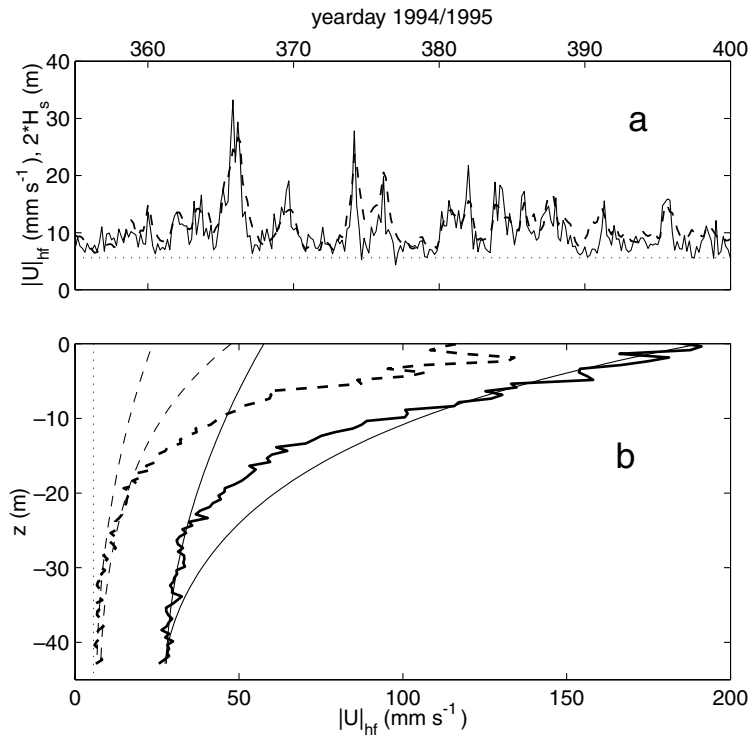 yearday 1994/1995
360 370 380 390 400
40
30
20
10
0
|U|hf (mm s-1), 2*Hs (m)
a
0
−10
−20
−30
−40
z (m)
b
0 50 100 150 200
|U|hf (mm s-1)